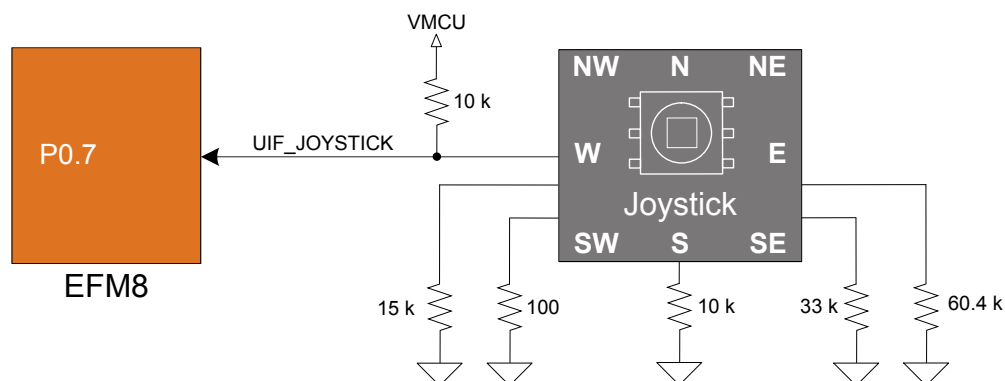 VMCU
10 k
UIF_JOYSTICK
P0.7
EFM8
NW N NE
W E
Joystick
SW S SE
15 k
100
10 k
33 k
60.4 k